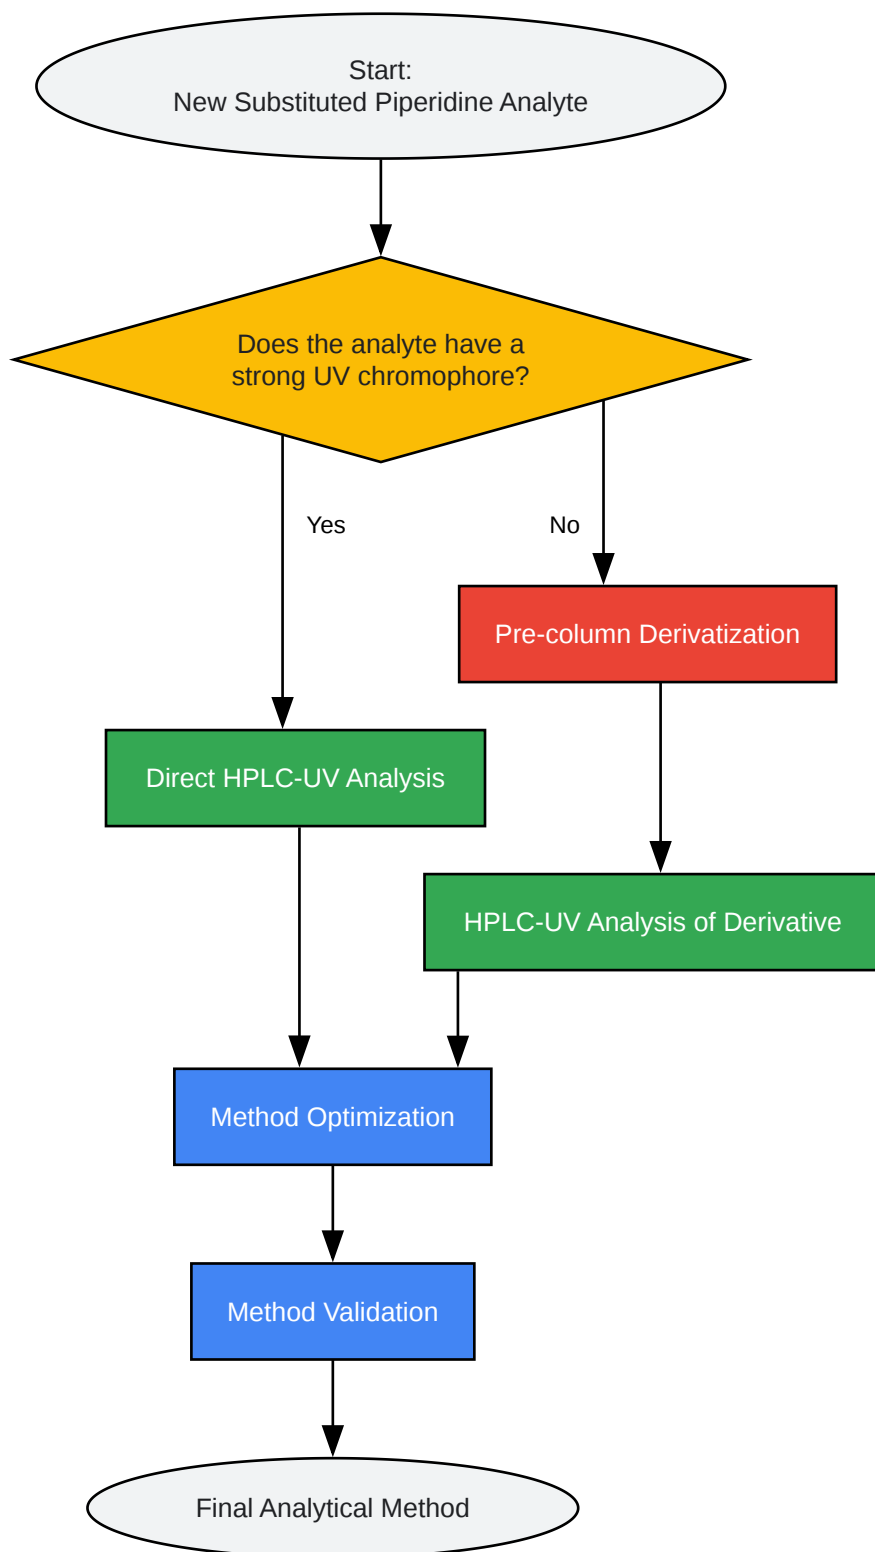 Start:
New Substituted Piperidine Analyte
Does the analyte have a
strong UV chromophore?
Yes
No
Pre-column Derivatization
Direct HPLC-UV Analysis
HPLC-UV Analysis of Derivative
Method Optimization
Method Validation
Final Analytical Method